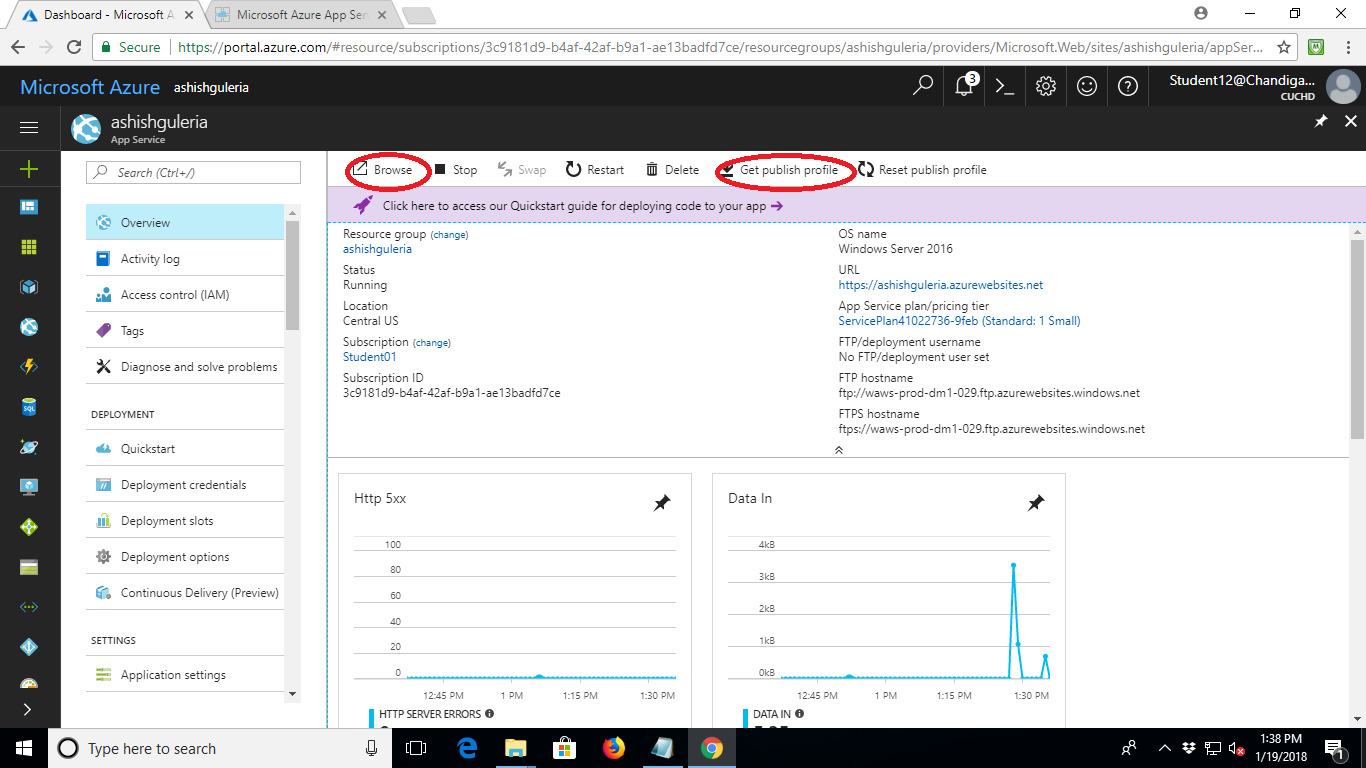 Dashboard - Microsoft A
Microsoft Azure App Ser
Secure
https://portal.azure.com/#resource/subscriptions/3c9181d9-b4af-42af-b9a1-ae13badfd7ce/resourcegroups/ashishguleria/providers/Microsoft.Web/sites/ashishguleria/appSer...
Microsoft Azure ashishguleria
3
Student12@Chandiga...
CUCHD
ashishguleria
App Service
Search (Ctrl+/)
Overview
Activity log
Access control (IAM)
Tags
Diagnose and solve problems
DEPLOYMENT
Quickstart
Deployment credentials
Deployment slots
Deployment options
Continuous Delivery (Preview)
SETTINGS
Application settings
Browse Stop Swap Restart Delete Get publish profile Reset publish profile
Click here to access our Quickstart guide for deploying code to your app →
Resource group (change)
ashishguleria
Status
Running
Location
Central US
Subscription (change)
Student01
Subscription ID
3c9181d9-b4af-42af-b9a1-ae13badfd7ce
OS name
Windows Server 2016
URL
https://ashishguleria.azurewebsites.net
App Service plan/pricing tier
ServicePlan41022736-9feb (Standard: 1 Small)
FTP/deployment username
No FTP/deployment user set
FTP hostname
ftp://waws-prod-dm1-029.ftp.azurewebsites.windows.net
FTPS hostname
ftps://waws-prod-dm1-029.ftp.azurewebsites.windows.net
Http 5xx
100
80
60
40
20
0
12:45 PM 1 PM 1:15 PM 1:30 PM
HTTP SERVER ERRORS
Data In
4kB
3kB
2kB
1kB
0kB
12:45 PM 1 PM 1:15 PM 1:30 PM
DATA IN
SQL
Type here to search
1:38 PM
1/19/2018
1